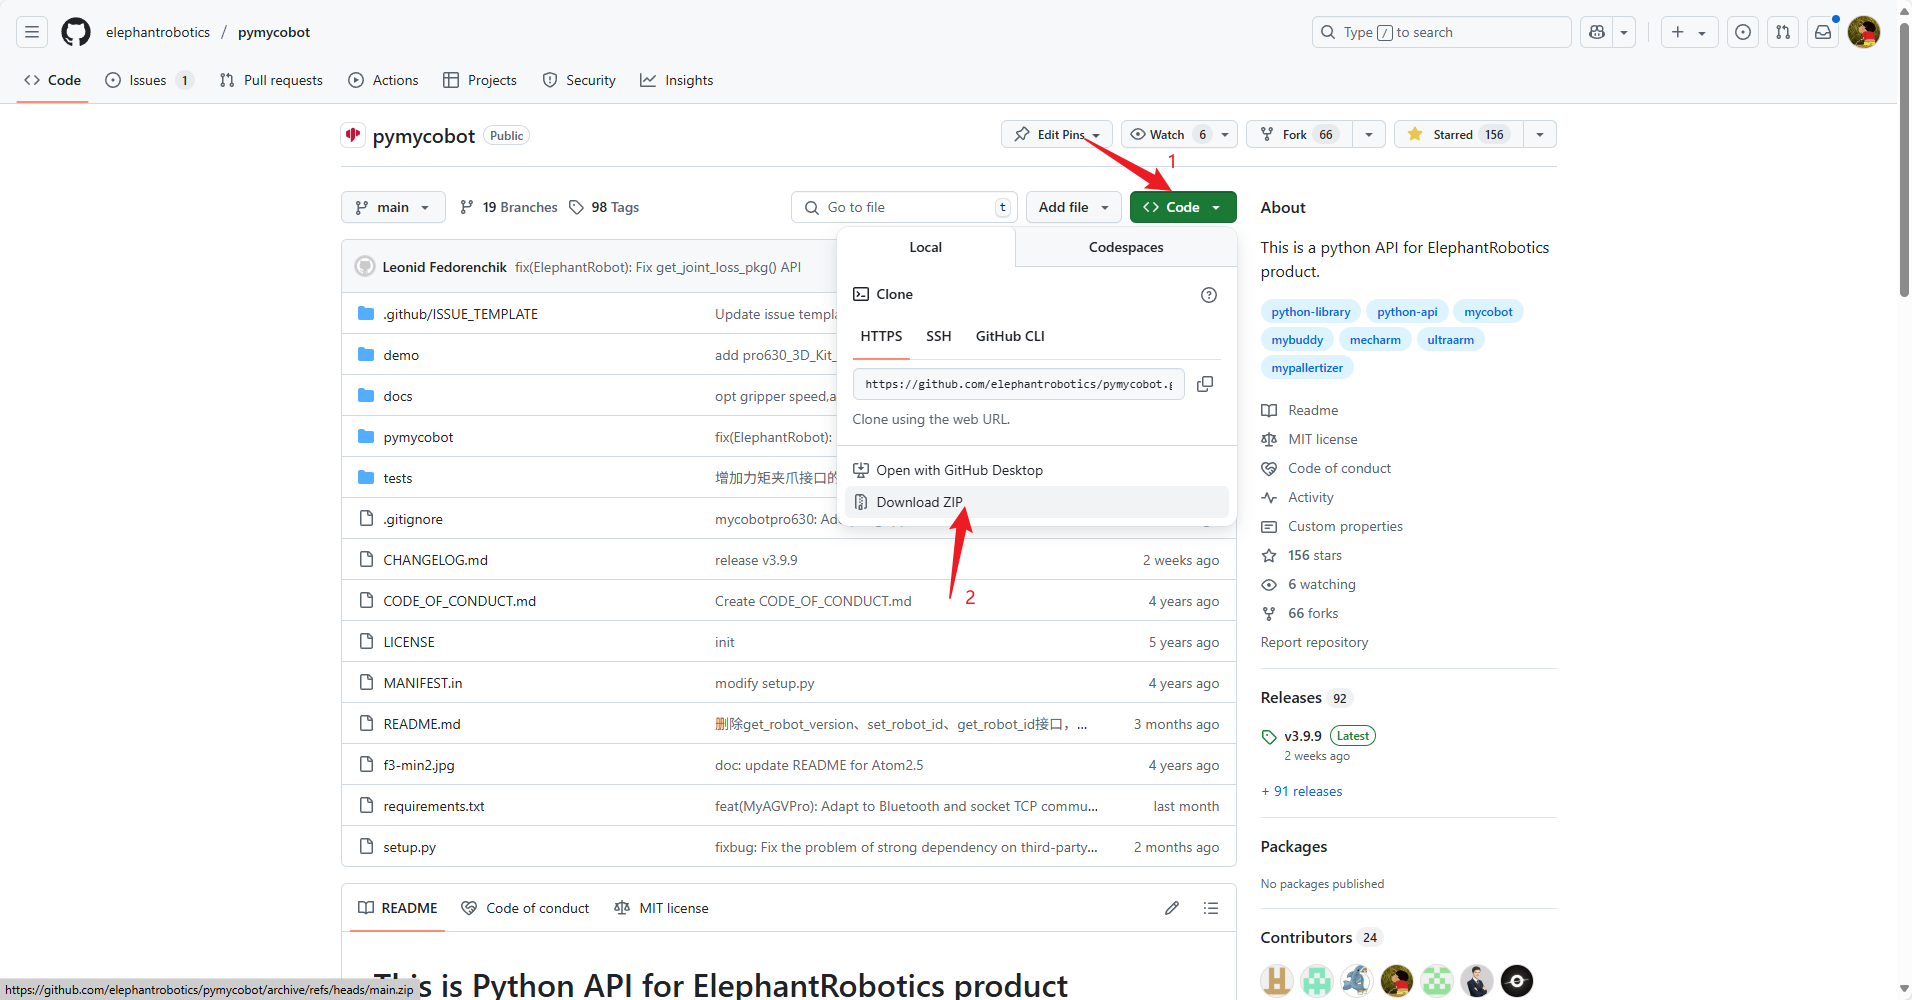 elephantrobotics / pymycobot
Type / to search
Code
Issues 1
Pull requests
Actions
Projects
Security
Insights
pymycobot Public
Edit Pins
Watch 6
Fork 66
Starred 156
1
main
19 Branches
98 Tags
Go to file t
Add file
Code
Leonid Fedorenchik fix(ElephantRobot): Fix get_joint_loss_pkg() API
.github/ISSUE_TEMPLATE Update issue templa
demo add pro630_3D_Kit_
docs opt gripper speed,a
pymycobot fix(ElephantRobot):
tests 增加力矩夹爪接口的
.gitignore mycobotpro630: Ad
CHANGELOG.md release v3.9.9 2 weeks ago
CODE_OF_CONDUCT.md Create CODE_OF_CONDUCT.md 4 years ago
LICENSE init 5 years ago
MANIFEST.in modify setup.py 4 years ago
README.md 删除get_robot_version、set_robot_id、get_robot_id接口，... 3 months ago
f3-min2.jpg doc: update README for Atom2.5 4 years ago
requirements.txt feat(MyAGVPro): Adapt to Bluetooth and socket TCP commu... last month
setup.py fixbug: Fix the problem of strong dependency on third-party... 2 months ago
Local
Codespaces
Clone
HTTPS
SSH
GitHub CLI
https://github.com/elephantrobotics/pymycobot.g
Clone using the web URL.
Open with GitHub Desktop
Download ZIP
2
README
Code of conduct
MIT license
This is Python API for ElephantRobotics product
About
This is a python API for ElephantRobotics
product.
python-library python-api mycobot
mybuddy mecharm ultraarm
mypallertizer
Readme
MIT license
Code of conduct
Activity
Custom properties
156 stars
6 watching
66 forks
Report repository
Releases 92
v3.9.9 Latest
2 weeks ago
+ 91 releases
Packages
No packages published
Contributors 24
https://github.com/elephantrobotics/pymycobot/archive/refs/heads/main.zip